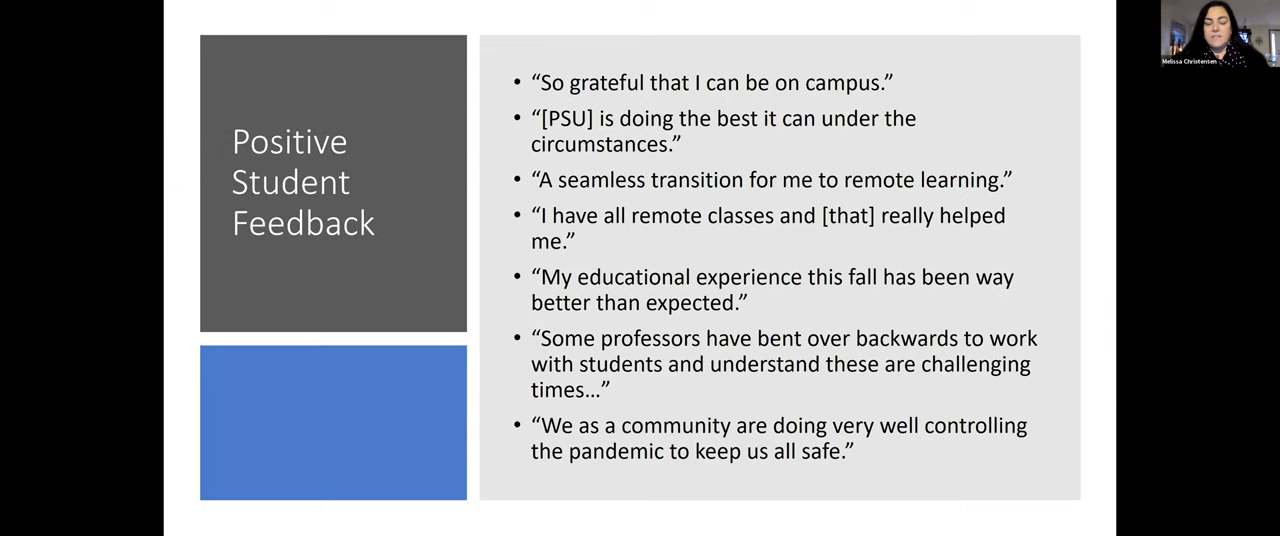 Positive
Student
Feedback
• “So grateful that I can be on campus.”
• “[PSU] is doing the best it can under the
circumstances.”
• “A seamless transition for me to remote learning.”
• “I have all remote classes and [that] really helped
me.”
• “My educational experience this fall has been way
better than expected.”
• “Some professors have bent over backwards to work
with students and understand these are challenging
times…”
• “We as a community are doing very well controlling
the pandemic to keep us all safe.”
Melissa Christensen